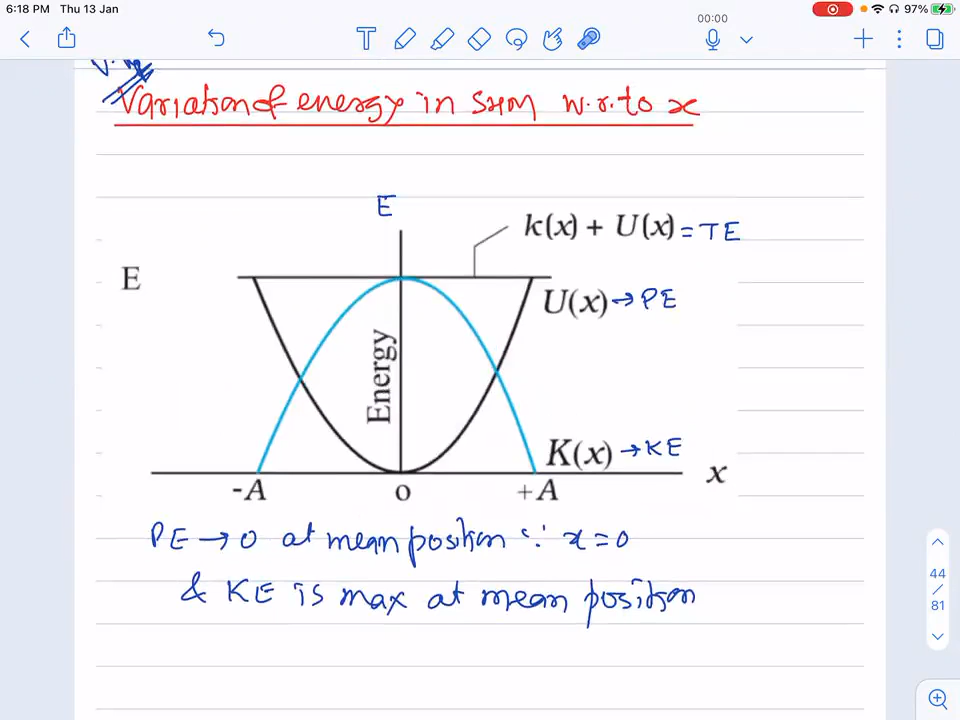 6:18 PM Thu 13 Jan
97%
00:00
Variation of energy in SHM w.r.to x
E
k(x) + U(x) = TE
E
U(x) → PE
Energy
K(x) → KE
x
-A
o
+A
PE → 0 at mean position ∵ x = 0
& KE is max at mean position
44
/
81